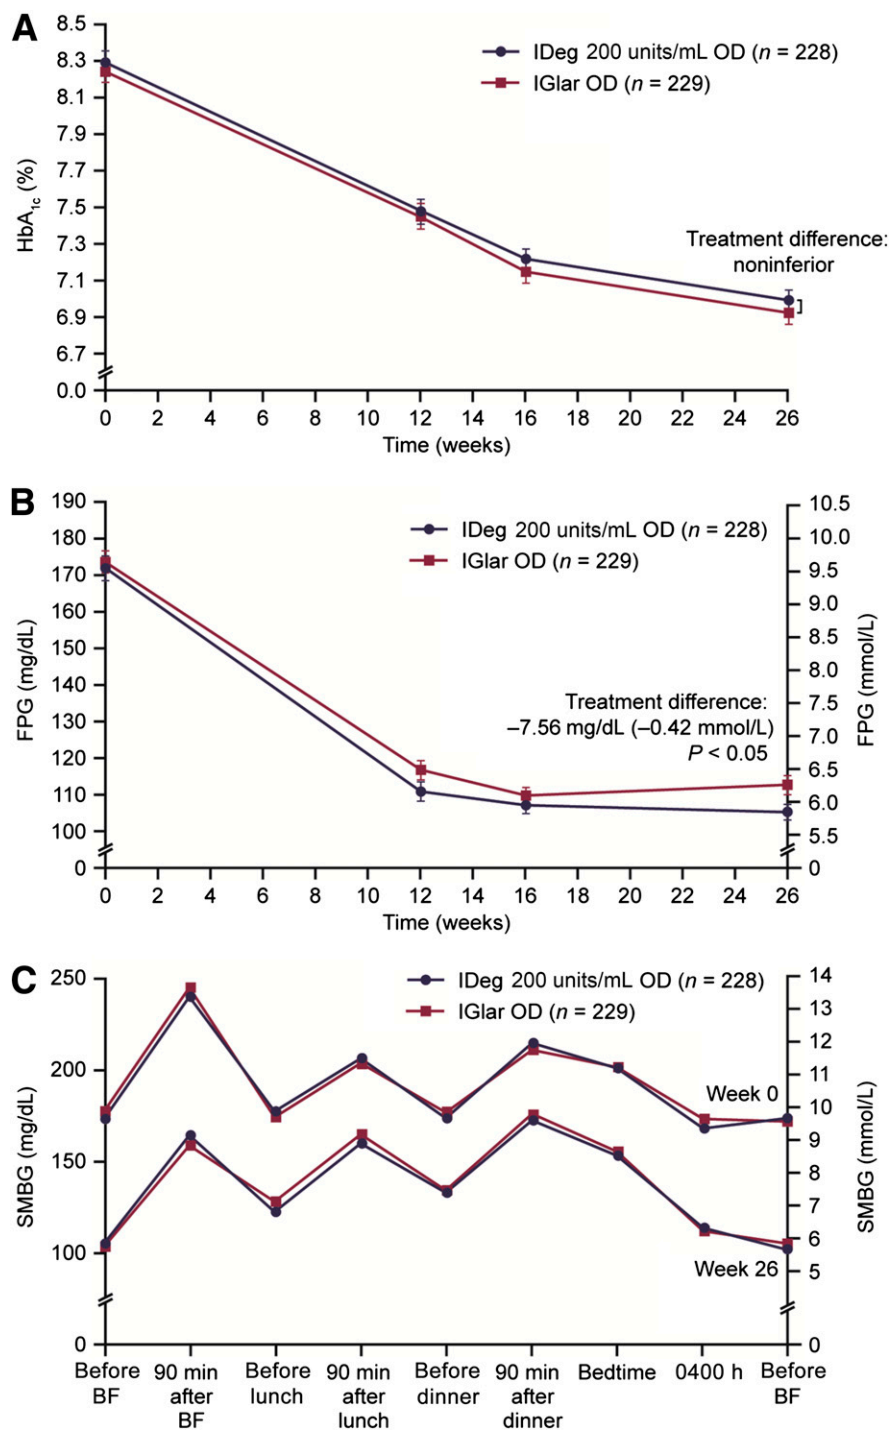 A
8.5
8.3
8.1
7.9
7.7
7.5
7.3
7.1
6.9
6.7
0.0
HbA1c (%)
IDeg 200 units/mL OD (n = 228)
IGlar OD (n = 229)
Treatment difference:
noninferior
0 2 4 6 8 10 12 14 16 18 20 22 24 26
Time (weeks)
B
190
180
170
160
150
140
130
120
110
100
0
FPG (mg/dL)
IDeg 200 units/mL OD (n = 228)
IGlar OD (n = 229)
Treatment difference:
–7.56 mg/dL (–0.42 mmol/L)
P < 0.05
10.5
10.0
9.5
9.0
8.5
8.0
7.5
7.0
6.5
6.0
5.5
0
FPG (mmol/L)
0 2 4 6 8 10 12 14 16 18 20 22 24 26
Time (weeks)
C
250
200
150
100
0
SMBG (mg/dL)
IDeg 200 units/mL OD (n = 228)
IGlar OD (n = 229)
Week 0
Week 26
14
13
12
11
10
9
8
7
6
5
0
SMBG (mmol/L)
Before
BF
90 min
after
BF
Before
lunch
90 min
after
lunch
Before
dinner
90 min
after
dinner
Bedtime
0400 h
Before
BF